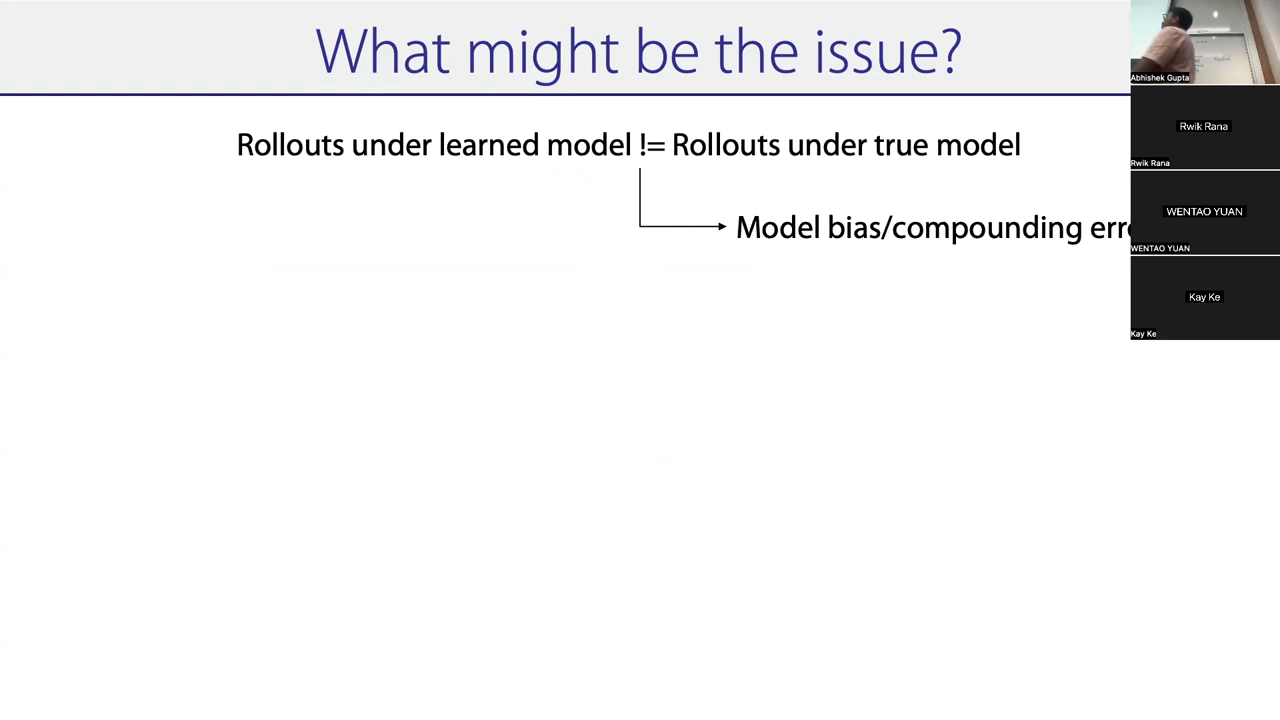 What might be the issue?
Rollouts under learned model != Rollouts under true model
Model bias/compounding
Abhishek Gupta
Rwik Rana
Rwik Rana
WENTAO YUAN
WENTAO YUAN
Kay Ke
Kay Ke